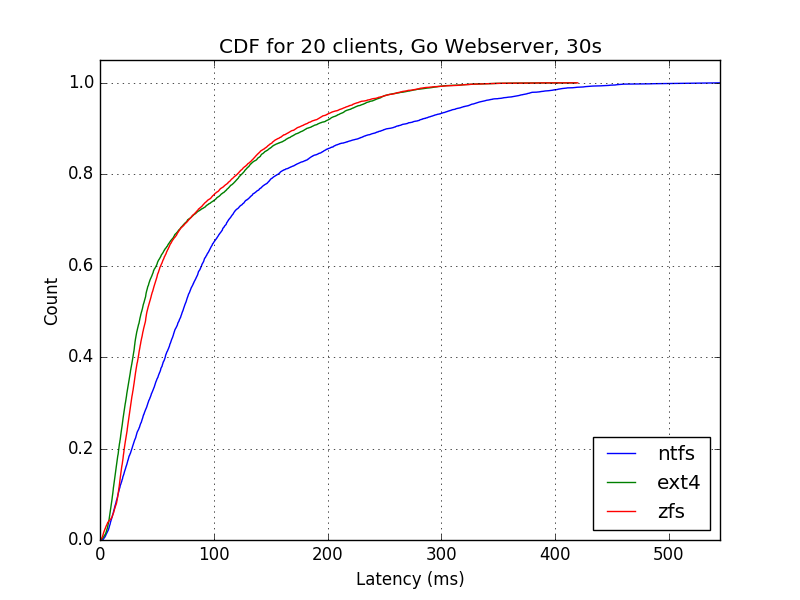 CDF for 20 clients, Go Webserver, 30s
1.0
0.8
0.6
0.4
0.2
0.0
Count
0 100 200 300 400 500
Latency (ms)
ntfs
ext4
zfs